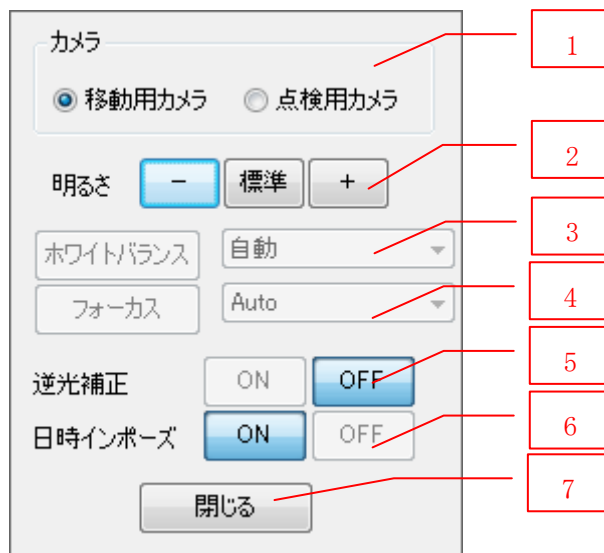 カメラ
1
移動用カメラ 点検用カメラ
明るさ － 標準 ＋ 2
ホワイトバランス 自動 3
フォーカス Auto 4
逆光補正 ON OFF 5
日時インポーズ ON OFF 6
閉じる 7